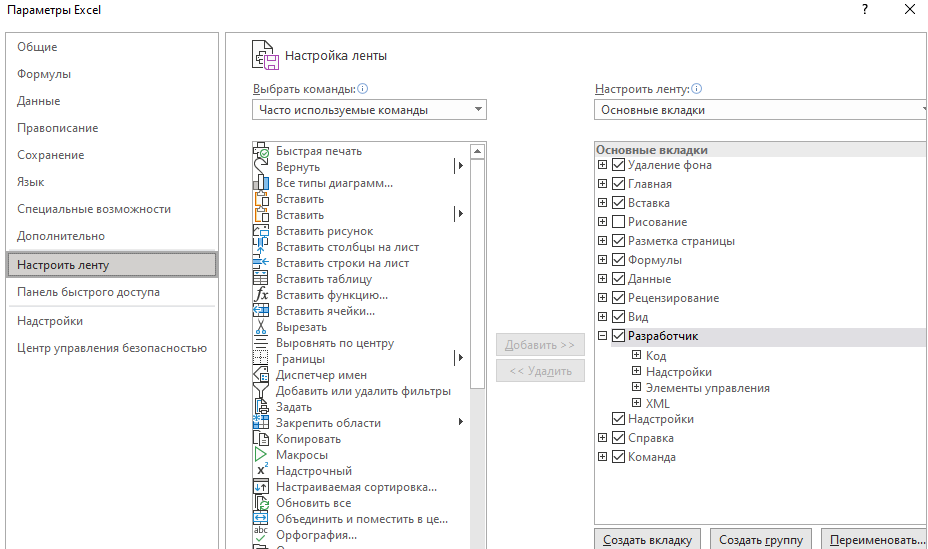 Параметры Excel
?
Общие
Формулы
Данные
Правописание
Сохранение
Язык
Специальные возможности
Дополнительно
Настроить ленту
Панель быстрого доступа
Надстройки
Центр управления безопасностью
Настройка ленты
Выбрать команды:
Часто используемые команды
Быстрая печать
Вернуть
Все типы диаграмм...
Вставить
Вставить
Вставить рисунок
Вставить столбцы на лист
Вставить строки на лист
Вставить таблицу
fx Вставить функцию...
Вставить ячейки...
Вырезать
Выровнять по центру
Границы
Диспетчер имен
Добавить или удалить фильтры
Задать
Закрепить области
Копировать
Макросы
x² Надстрочный
Настраиваемая сортировка...
Обновить все
Объединить и поместить в це...
abc Орфография...
Добавить >>
<< Удалить
Настроить ленту:
Основные вкладки
Основные вкладки
Удаление фона
Главная
Вставка
Рисование
Разметка страницы
Формулы
Данные
Рецензирование
Вид
Разработчик
Код
Надстройки
Элементы управления
XML
Надстройки
Справка
Команда
Создать вкладку
Создать группу
Переименовать...